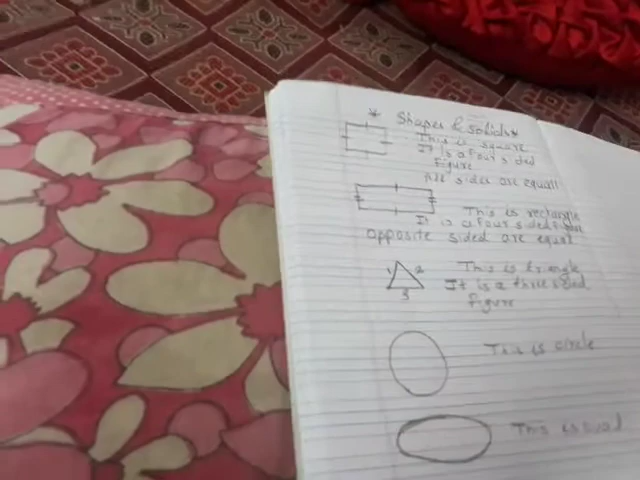 * Shapes & solids *
This is square
It is a four sided
figure
All sides are equal
This is rectangle
It is a four sided figure
opposite sided are equal
This is triangle
1 2
It is a three sided
3
figure
This is circle
This is oval